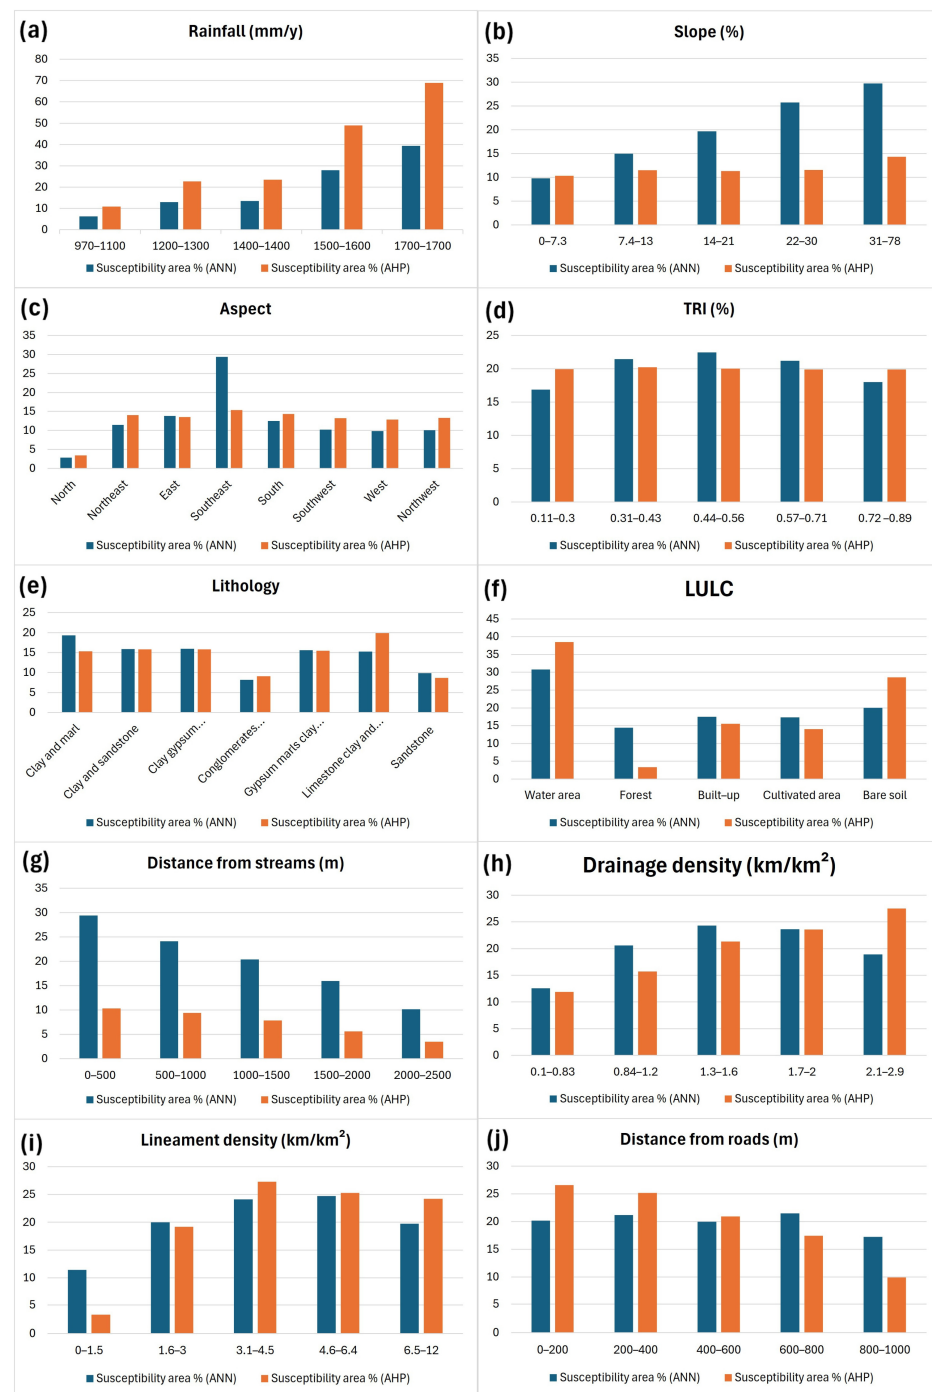 (a)
Rainfall (mm/y)
80
70
60
50
40
30
20
10
0
970–1100 1200–1300 1400–1400 1500–1600 1700–1700
Susceptibility area % (ANN) Susceptibility area % (AHP)
(b)
Slope (%)
35
30
25
20
15
10
5
0
0–7.3 7.4–13 14–21 22–30 31–78
Susceptibility area % (ANN) Susceptibility area % (AHP)
(c)
Aspect
35
30
25
20
15
10
5
0
North Northeast East Southeast South Southwest West Northwest
Susceptibility area % (ANN) Susceptibility area % (AHP)
(d)
TRI (%)
25
20
15
10
5
0
0.11–0.3 0.31–0.43 0.44–0.56 0.57–0.71 0.72–0.89
Susceptibility area % (ANN) Susceptibility area % (AHP)
(e)
Lithology
25
20
15
10
5
0
Clay and marl Clay and sandstone Clay gypsum... Conglomerates... Gypsum marls clay... Limestone clay and... Sandstone
Susceptibility area % (ANN) Susceptibility area % (AHP)
(f)
LULC
45
40
35
30
25
20
15
10
5
0
Water area Forest Built–up Cultivated area Bare soil
Susceptibility area % (ANN) Susceptibility area % (AHP)
(g)
Distance from streams (m)
35
30
25
20
15
10
5
0
0–500 500–1000 1000–1500 1500–2000 2000–2500
Susceptibility area % (ANN) Susceptibility area % (AHP)
(h)
Drainage density (km/km²)
30
25
20
15
10
5
0
0.1–0.83 0.84–1.2 1.3–1.6 1.7–2 2.1–2.9
Susceptibility area % (ANN) Susceptibility area % (AHP)
(i)
Lineament density (km/km²)
30
25
20
15
10
5
0
0–1.5 1.6–3 3.1–4.5 4.6–6.4 6.5–12
Susceptibility area % (ANN) Susceptibility area % (AHP)
(j)
Distance from roads (m)
30
25
20
15
10
5
0
0–200 200–400 400–600 600–800 800–1000
Susceptibility area % (ANN) Susceptibility area % (AHP)